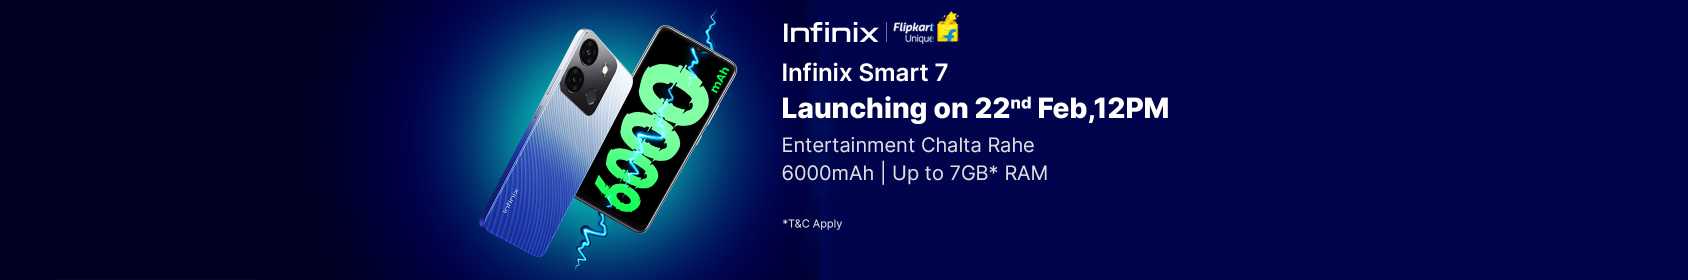 Infinix
6000
mAh
Infinix | Flipkart
Unique
Infinix Smart 7
Launching on 22nd Feb,12PM
Entertainment Chalta Rahe
6000mAh | Up to 7GB* RAM
*T&C Apply